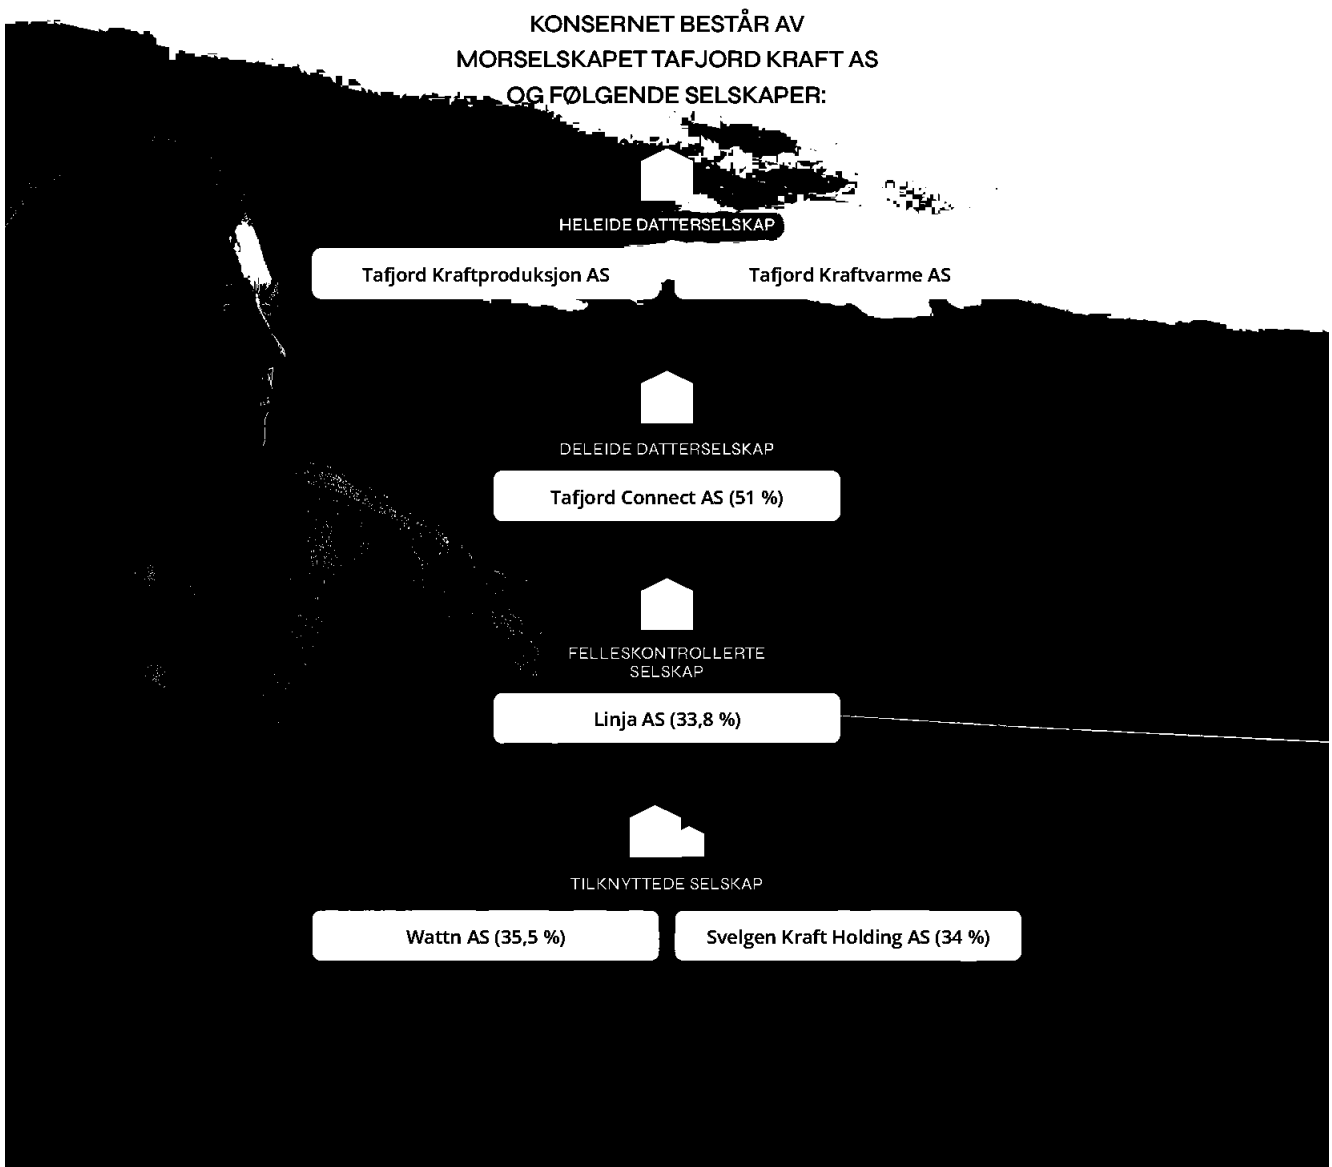 KONSERNET BESTÅR AV
MORSELSKAPET TAFJORD KRAFT AS
OG FØLGENDE SELSKAPER:
HELEIDE DATTERSELSKAP
Tafjord Kraftproduksjon AS
Tafjord Kraftvarme AS
DELEIDE DATTERSELSKAP
Tafjord Connect AS (51 %)
FELLESKONTROLLERTE
SELSKAP
Linja AS (33,8 %)
TILKNYTTEDE SELSKAP
Wattn AS (35,5 %)
Svelgen Kraft Holding AS (34 %)